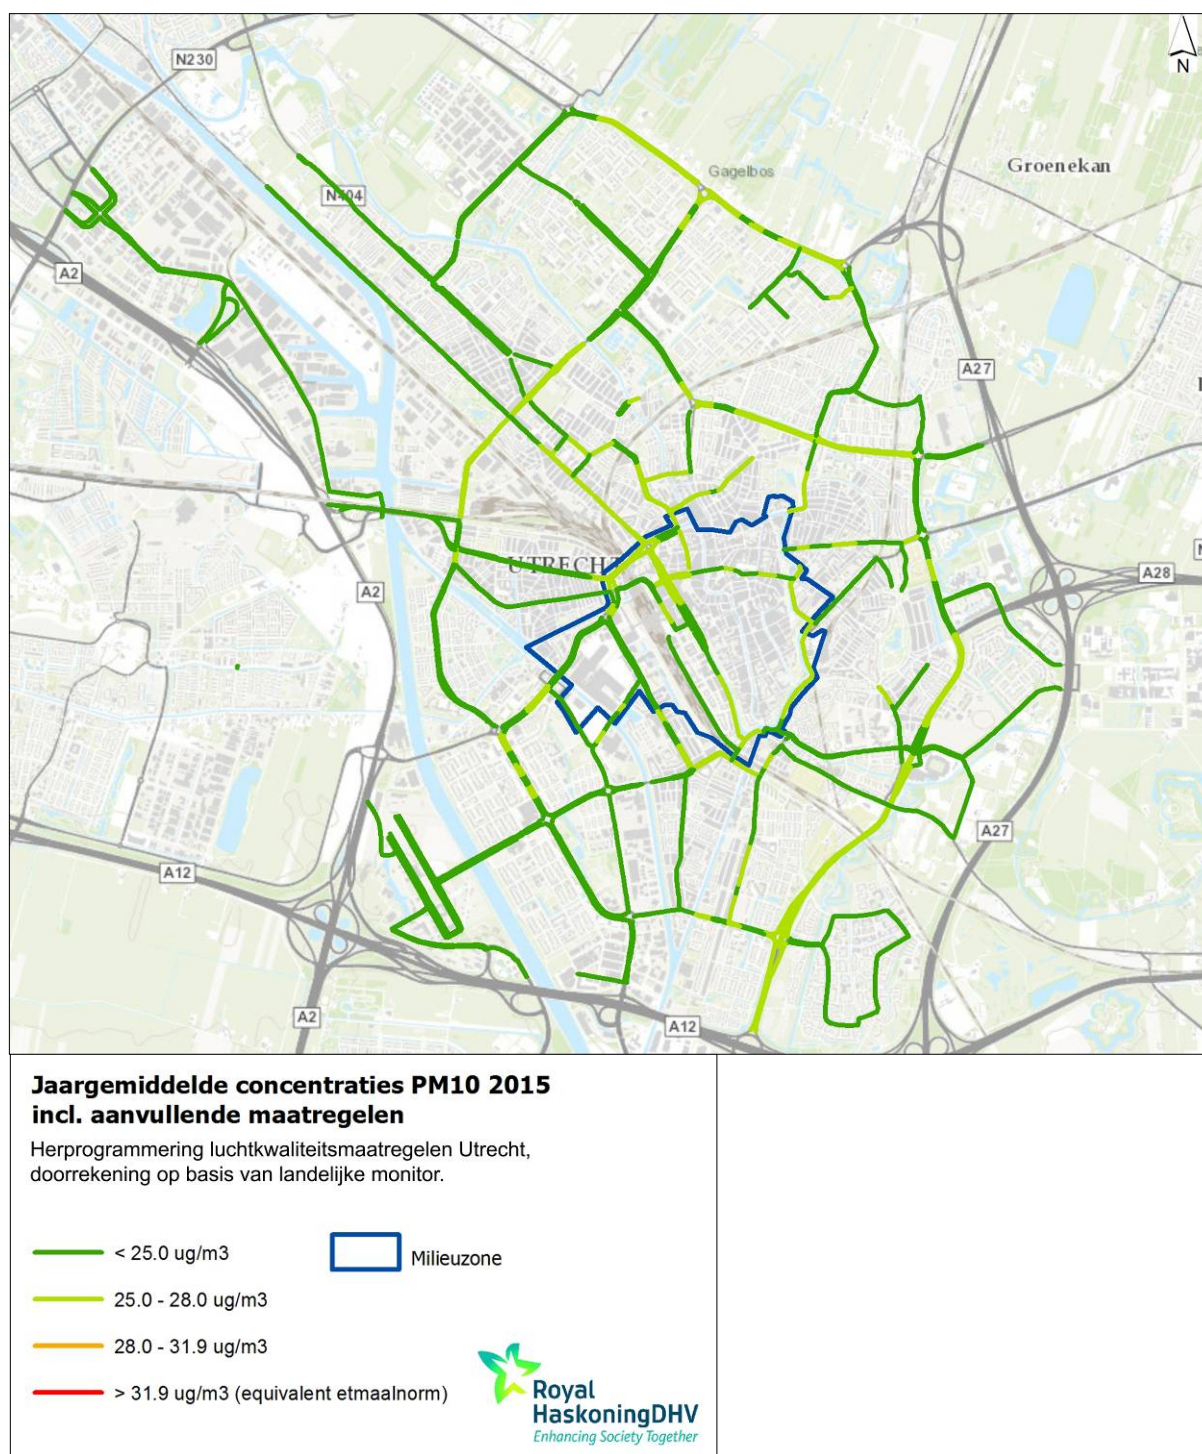 N
N230
Groenekan
Gagelbos
N404
A2
A27
UTRECHT
A28
A2
A27
A12
A2
A12
Jaargemiddelde concentraties PM10 2015
incl. aanvullende maatregelen
Herprogrammering luchtkwaliteitsmaatregelen Utrecht,
doorrekening op basis van landelijke monitor.
< 25.0 ug/m3
Milieuzone
25.0 - 28.0 ug/m3
28.0 - 31.9 ug/m3
> 31.9 ug/m3 (equivalent etmaalnorm)
Royal
HaskoningDHV
Enhancing Society Together